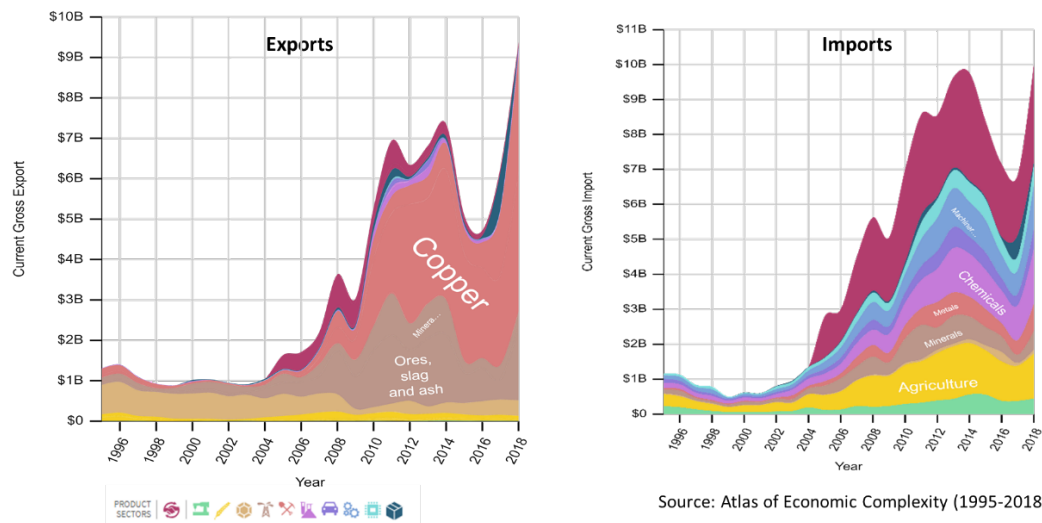 Exports
$10B
$9B
$8B
$7B
$6B
$5B
$4B
$3B
$2B
$1B
$0
Current Gross Export
Copper
Minera...
Ores,
slag
and ash
1996
1998
2000
2002
2004
2006
2008
2010
2012
2014
2016
2018
Year
PRODUCT
SECTORS
Imports
$11B
$10B
$9B
$8B
$7B
$6B
$5B
$4B
$3B
$2B
$1B
$0
Current Gross Import
Machiner...
Chemicals
Metals
Minerals
Agriculture
1996
1998
2000
2002
2004
2006
2008
2010
2012
2014
2016
2018
Year
Source: Atlas of Economic Complexity (1995-2018